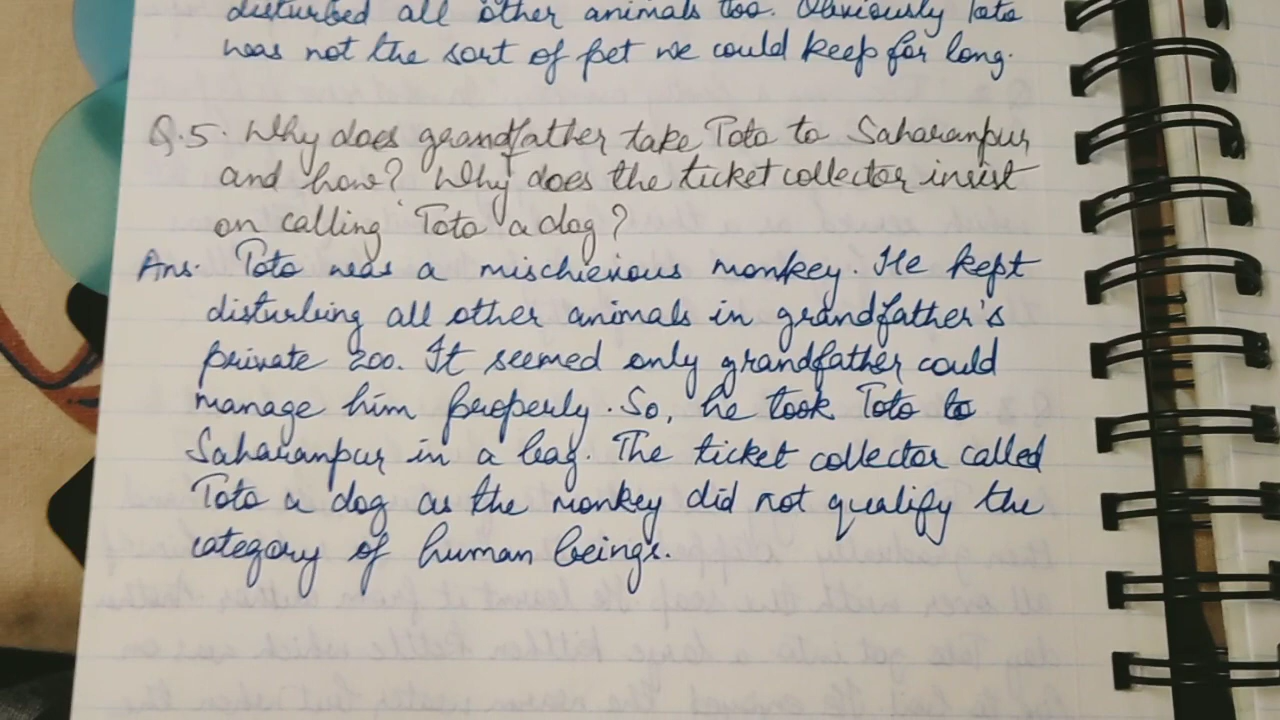 disturbed all other animals too. Obviously Toto
was not the sort of pet we could keep for long.
Q.5. Why does grandfather take Toto to Saharanpur
and how? Why does the ticket collector insist
on calling Toto a dog?
Ans. Toto was a mischievous monkey. He kept
disturbing all other animals in grandfather's
private zoo. It seemed only grandfather could
manage him properly. So, he took Toto to
Saharanpur in a bag. The ticket collector called
Toto a dog as the monkey did not qualify the
category of human beings.